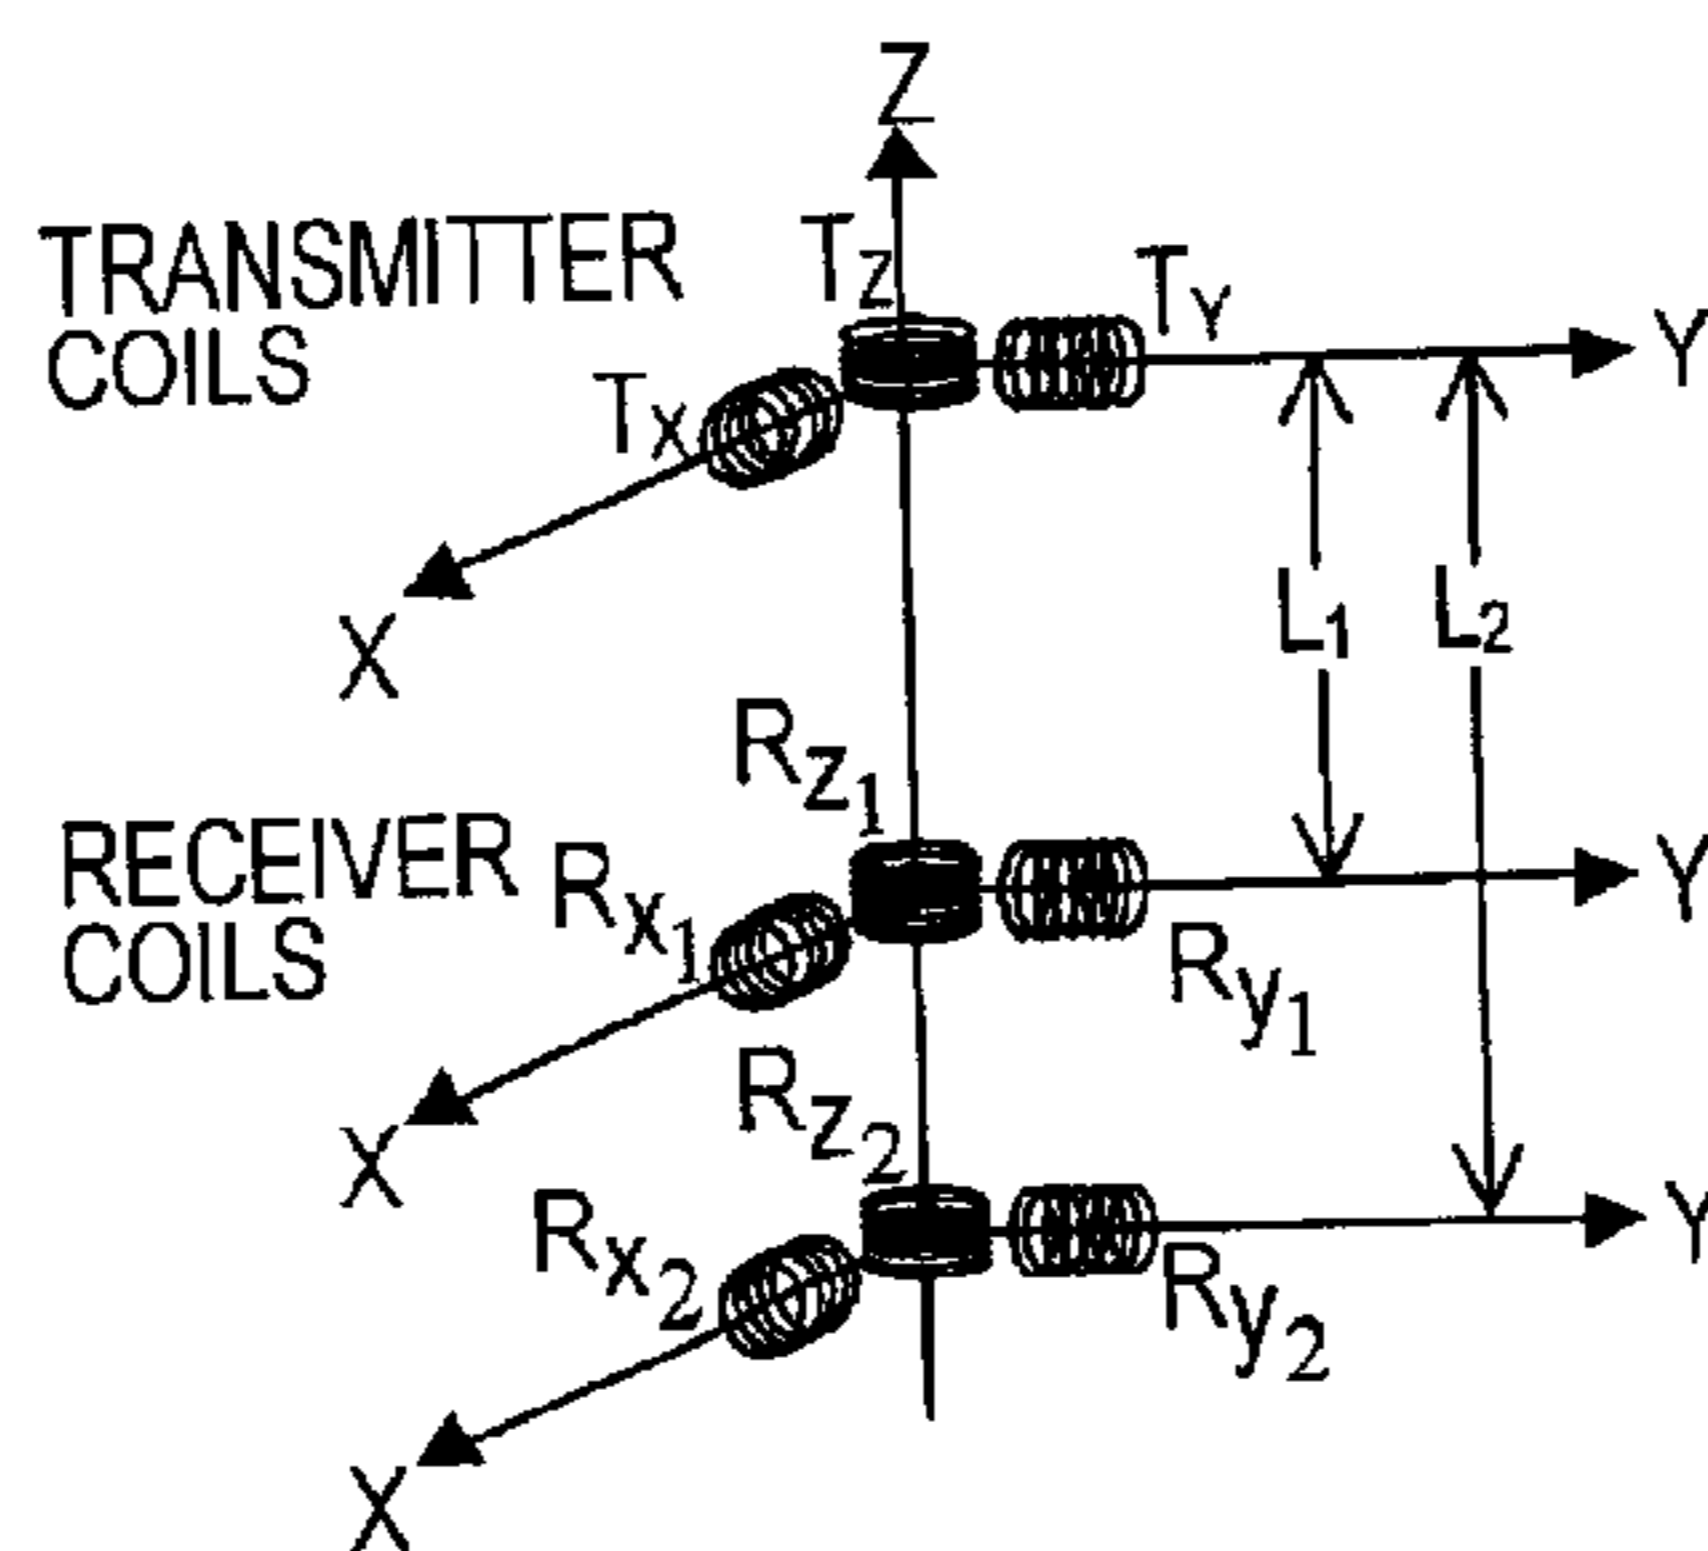 Z
TRANSMITTER
COILS
Tz
TY
Y
Tx
X
L1
L2
Rz1
RECEIVER
COILS
Rx1
Y
Ry1
X
Rz2
Rx2
Y
Ry2
X